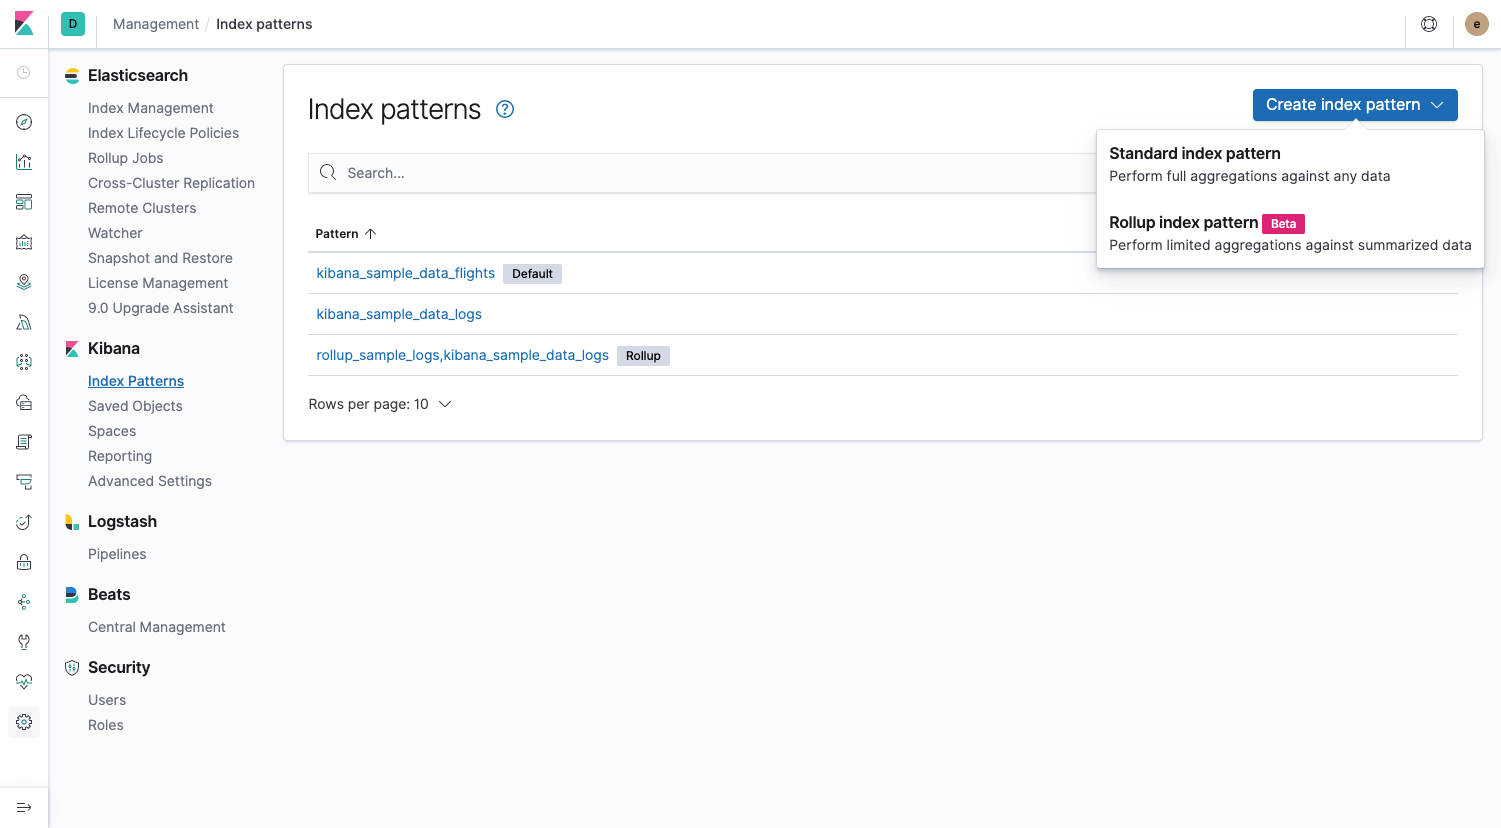 D
Management / Index patterns
e
Elasticsearch
Index Management
Index Lifecycle Policies
Rollup Jobs
Cross-Cluster Replication
Remote Clusters
Watcher
Snapshot and Restore
License Management
9.0 Upgrade Assistant
Kibana
Index Patterns
Saved Objects
Spaces
Reporting
Advanced Settings
Logstash
Pipelines
Beats
Central Management
Security
Users
Roles
Index patterns ?
Create index pattern
Standard index pattern
Perform full aggregations against any data
Rollup index pattern Beta
Perform limited aggregations against summarized data
Search...
Pattern
kibana_sample_data_flights Default
kibana_sample_data_logs
rollup_sample_logs,kibana_sample_data_logs Rollup
Rows per page: 10